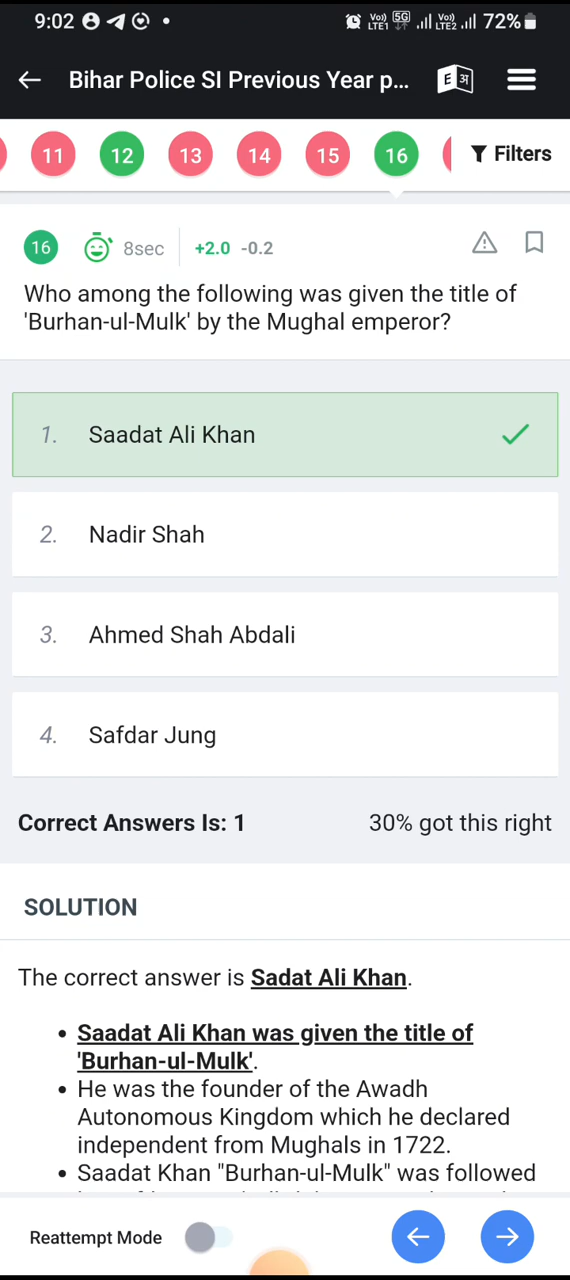 9:02 Vo) LTE1 5G Vo) LTE2 72%
Bihar Police SI Previous Year p... E अ
11 12 13 14 15 16 Filters
16 8sec +2.0 -0.2
Who among the following was given the title of
'Burhan-ul-Mulk' by the Mughal emperor?
1. Saadat Ali Khan
2. Nadir Shah
3. Ahmed Shah Abdali
4. Safdar Jung
Correct Answers Is: 1 30% got this right
SOLUTION
The correct answer is Sadat Ali Khan.
• Saadat Ali Khan was given the title of
'Burhan-ul-Mulk'.
• He was the founder of the Awadh
Autonomous Kingdom which he declared
independent from Mughals in 1722.
• Saadat Khan "Burhan-ul-Mulk" was followed
Reattempt Mode